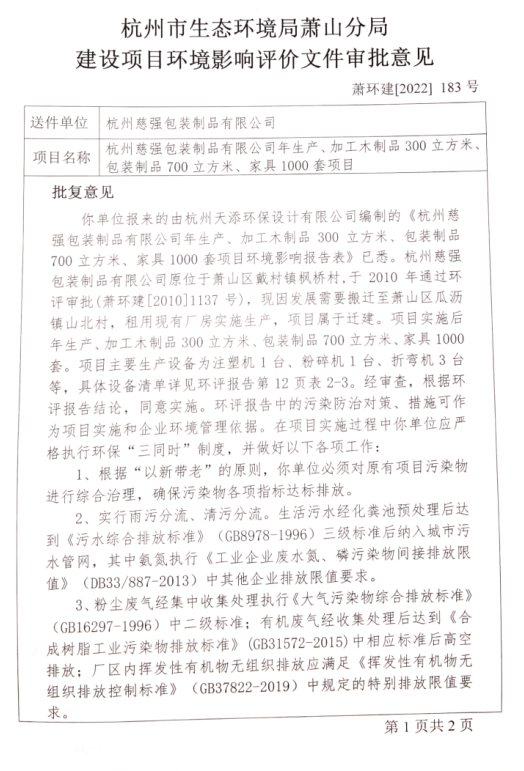 杭州市生态环境局萧山分局
建设项目环境影响评价文件审批意见
萧环建[2022] 183 号
送件单位 杭州慈强包装制品有限公司
项目名称 杭州慈强包装制品有限公司年生产、加工木制品 300 立方米、
包装制品 700 立方米、家具 1000 套项目
批复意见
你单位报来的由杭州天添环保设计有限公司编制的《杭州慈
强包装制品有限公司年生产、加工木制品 300 立方米、包装制品
700 立方米、家具 1000 套项目环境影响报告表》已悉。杭州慈强
包装制品有限公司原位于萧山区戴村镇枫桥村,于 2010 年通过环
评审批(萧环建[2010]1137 号),现因发展需要搬迁至萧山区瓜沥
镇山北村,租用现有厂房实施生产,项目属于迁建。项目实施后
年生产、加工木制品 300 立方米、包装制品 700 立方米、家具 1000
套。项目主要生产设备为注塑机 1 台、粉碎机 1 台、折弯机 3 台
等,具体设备清单详见环评报告第 12 页表 2-3。经审查,根据环
评报告结论,同意实施。环评报告中的污染防治对策、措施可作
为项目实施和企业环境管理依据。在项目实施过程中你单位应严
格执行环保“三同时”制度,并做好以下各项工作:
1、根据“以新带老”的原则,你单位必须对原有项目污染物
进行综合治理,确保污染物各项指标达标排放。
2、实行雨污分流、清污分流。生活污水经化粪池预处理后达
到《污水综合排放标准》(GB8978-1996)三级标准后纳入城市污
水管网,其中氨氮执行《工业企业废水氮、磷污染物间接排放限
值》(DB33/887-2013)中其他企业排放限值要求。
3、粉尘废气经集中收集处理执行《大气污染物综合排放标准》
(GB16297-1996)中二级标准;有机废气经收集处理后达到《合
成树脂工业污染物排放标准》(GB31572-2015)中相应标准后高空
排放;厂区内挥发性有机物无组织排放应满足《挥发性有机物无
组织排放控制标准》(GB37822-2019)中规定的特别排放限值要
求。
第 1 页共 2 页